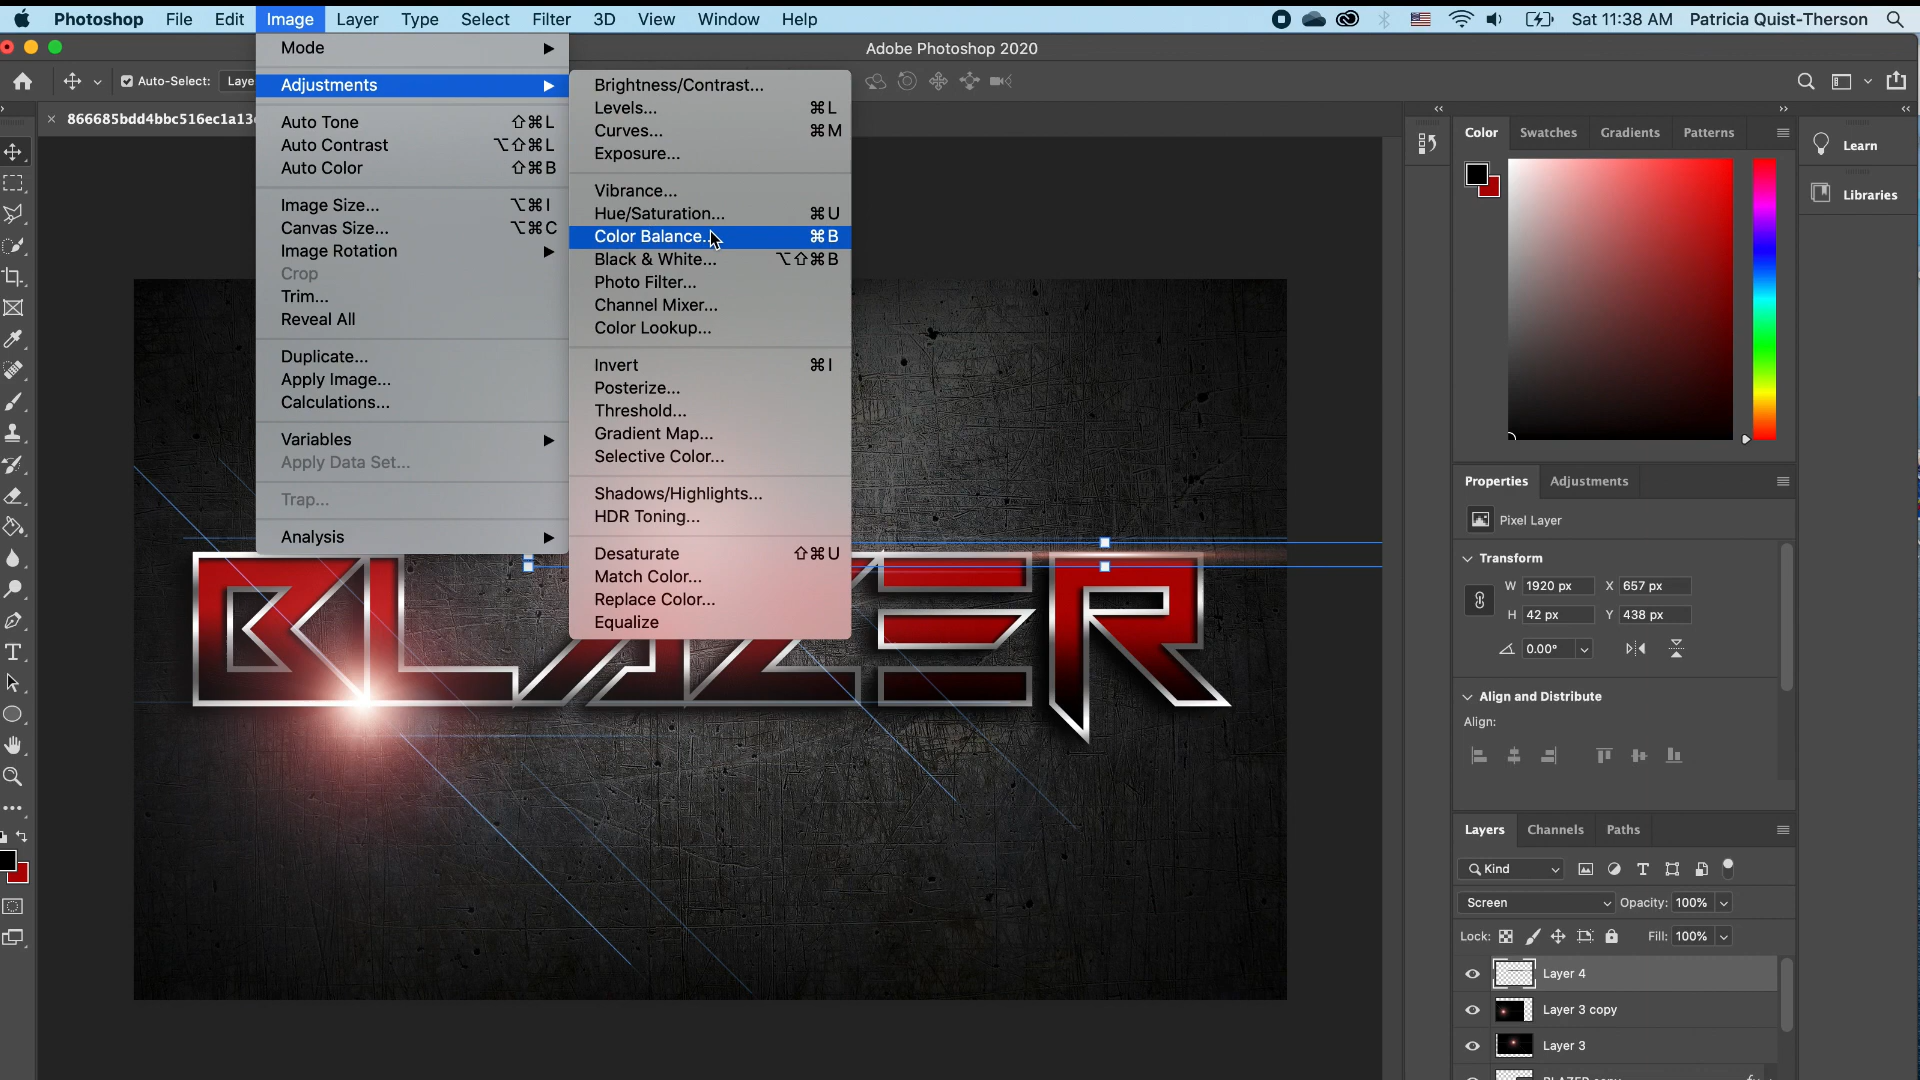 Photoshop File Edit Image Layer Type Select Filter 3D View Window Help Sat 11:38 AM Patricia Quist-Therson
Adobe Photoshop 2020
Auto-Select: Laye
866685bdd4bbc516ec1a13
Mode
Adjustments
Auto Tone ⇧⌘L
Auto Contrast ⌥⇧⌘L
Auto Color ⇧⌘B
Image Size... ⌥⌘I
Canvas Size... ⌥⌘C
Image Rotation
Crop
Trim...
Reveal All
Duplicate...
Apply Image...
Calculations...
Variables
Apply Data Set...
Trap...
Analysis
Brightness/Contrast...
Levels... ⌘L
Curves... ⌘M
Exposure...
Vibrance...
Hue/Saturation... ⌘U
Color Balance... ⌘B
Black & White... ⌥⇧⌘B
Photo Filter...
Channel Mixer...
Color Lookup...
Invert ⌘I
Posterize...
Threshold...
Gradient Map...
Selective Color...
Shadows/Highlights...
HDR Toning...
Desaturate ⇧⌘U
Match Color...
Replace Color...
Equalize
BLAZER
Color Swatches Gradients Patterns
Learn
Libraries
Properties Adjustments
Pixel Layer
Transform
W 1920 px X 657 px
H 42 px Y 438 px
0.00°
Align and Distribute
Align:
Layers Channels Paths
Kind
Screen Opacity: 100%
Lock: Fill: 100%
Layer 4
Layer 3 copy
Layer 3